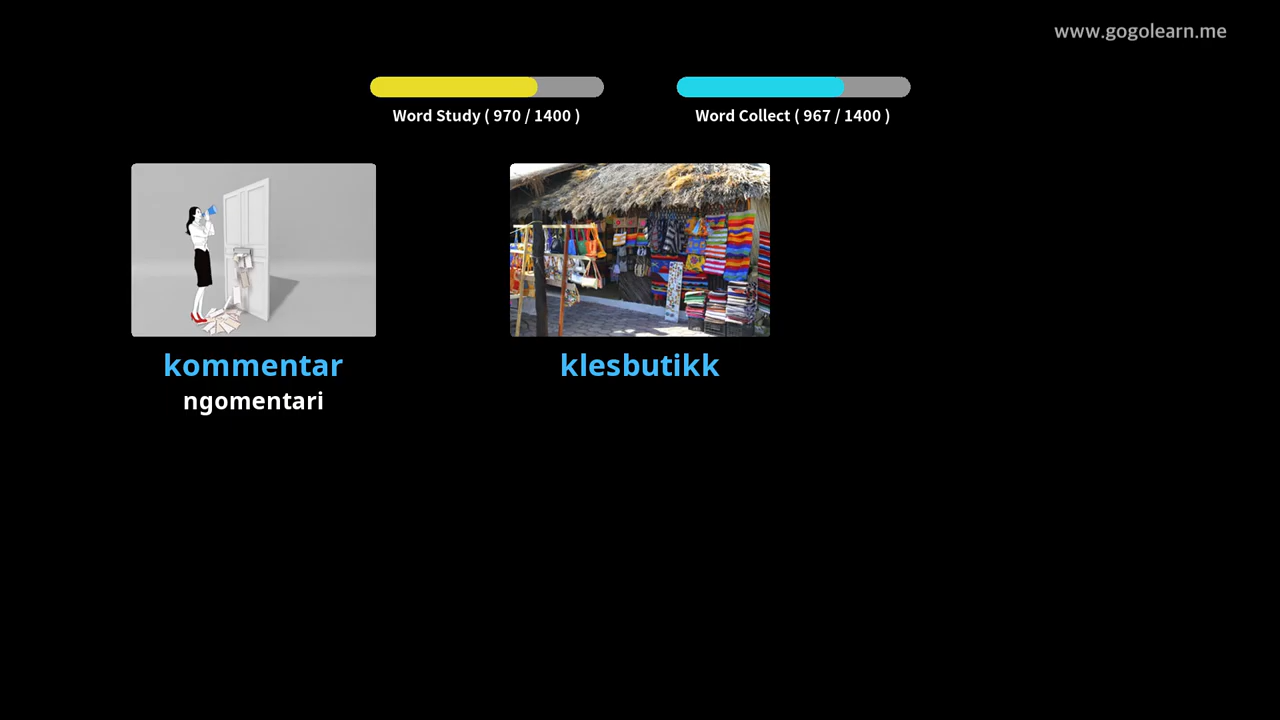 www.gogolearn.me
Word Study ( 970 / 1400 )
Word Collect ( 967 / 1400 )
kommentar
ngomentari
klesbutikk